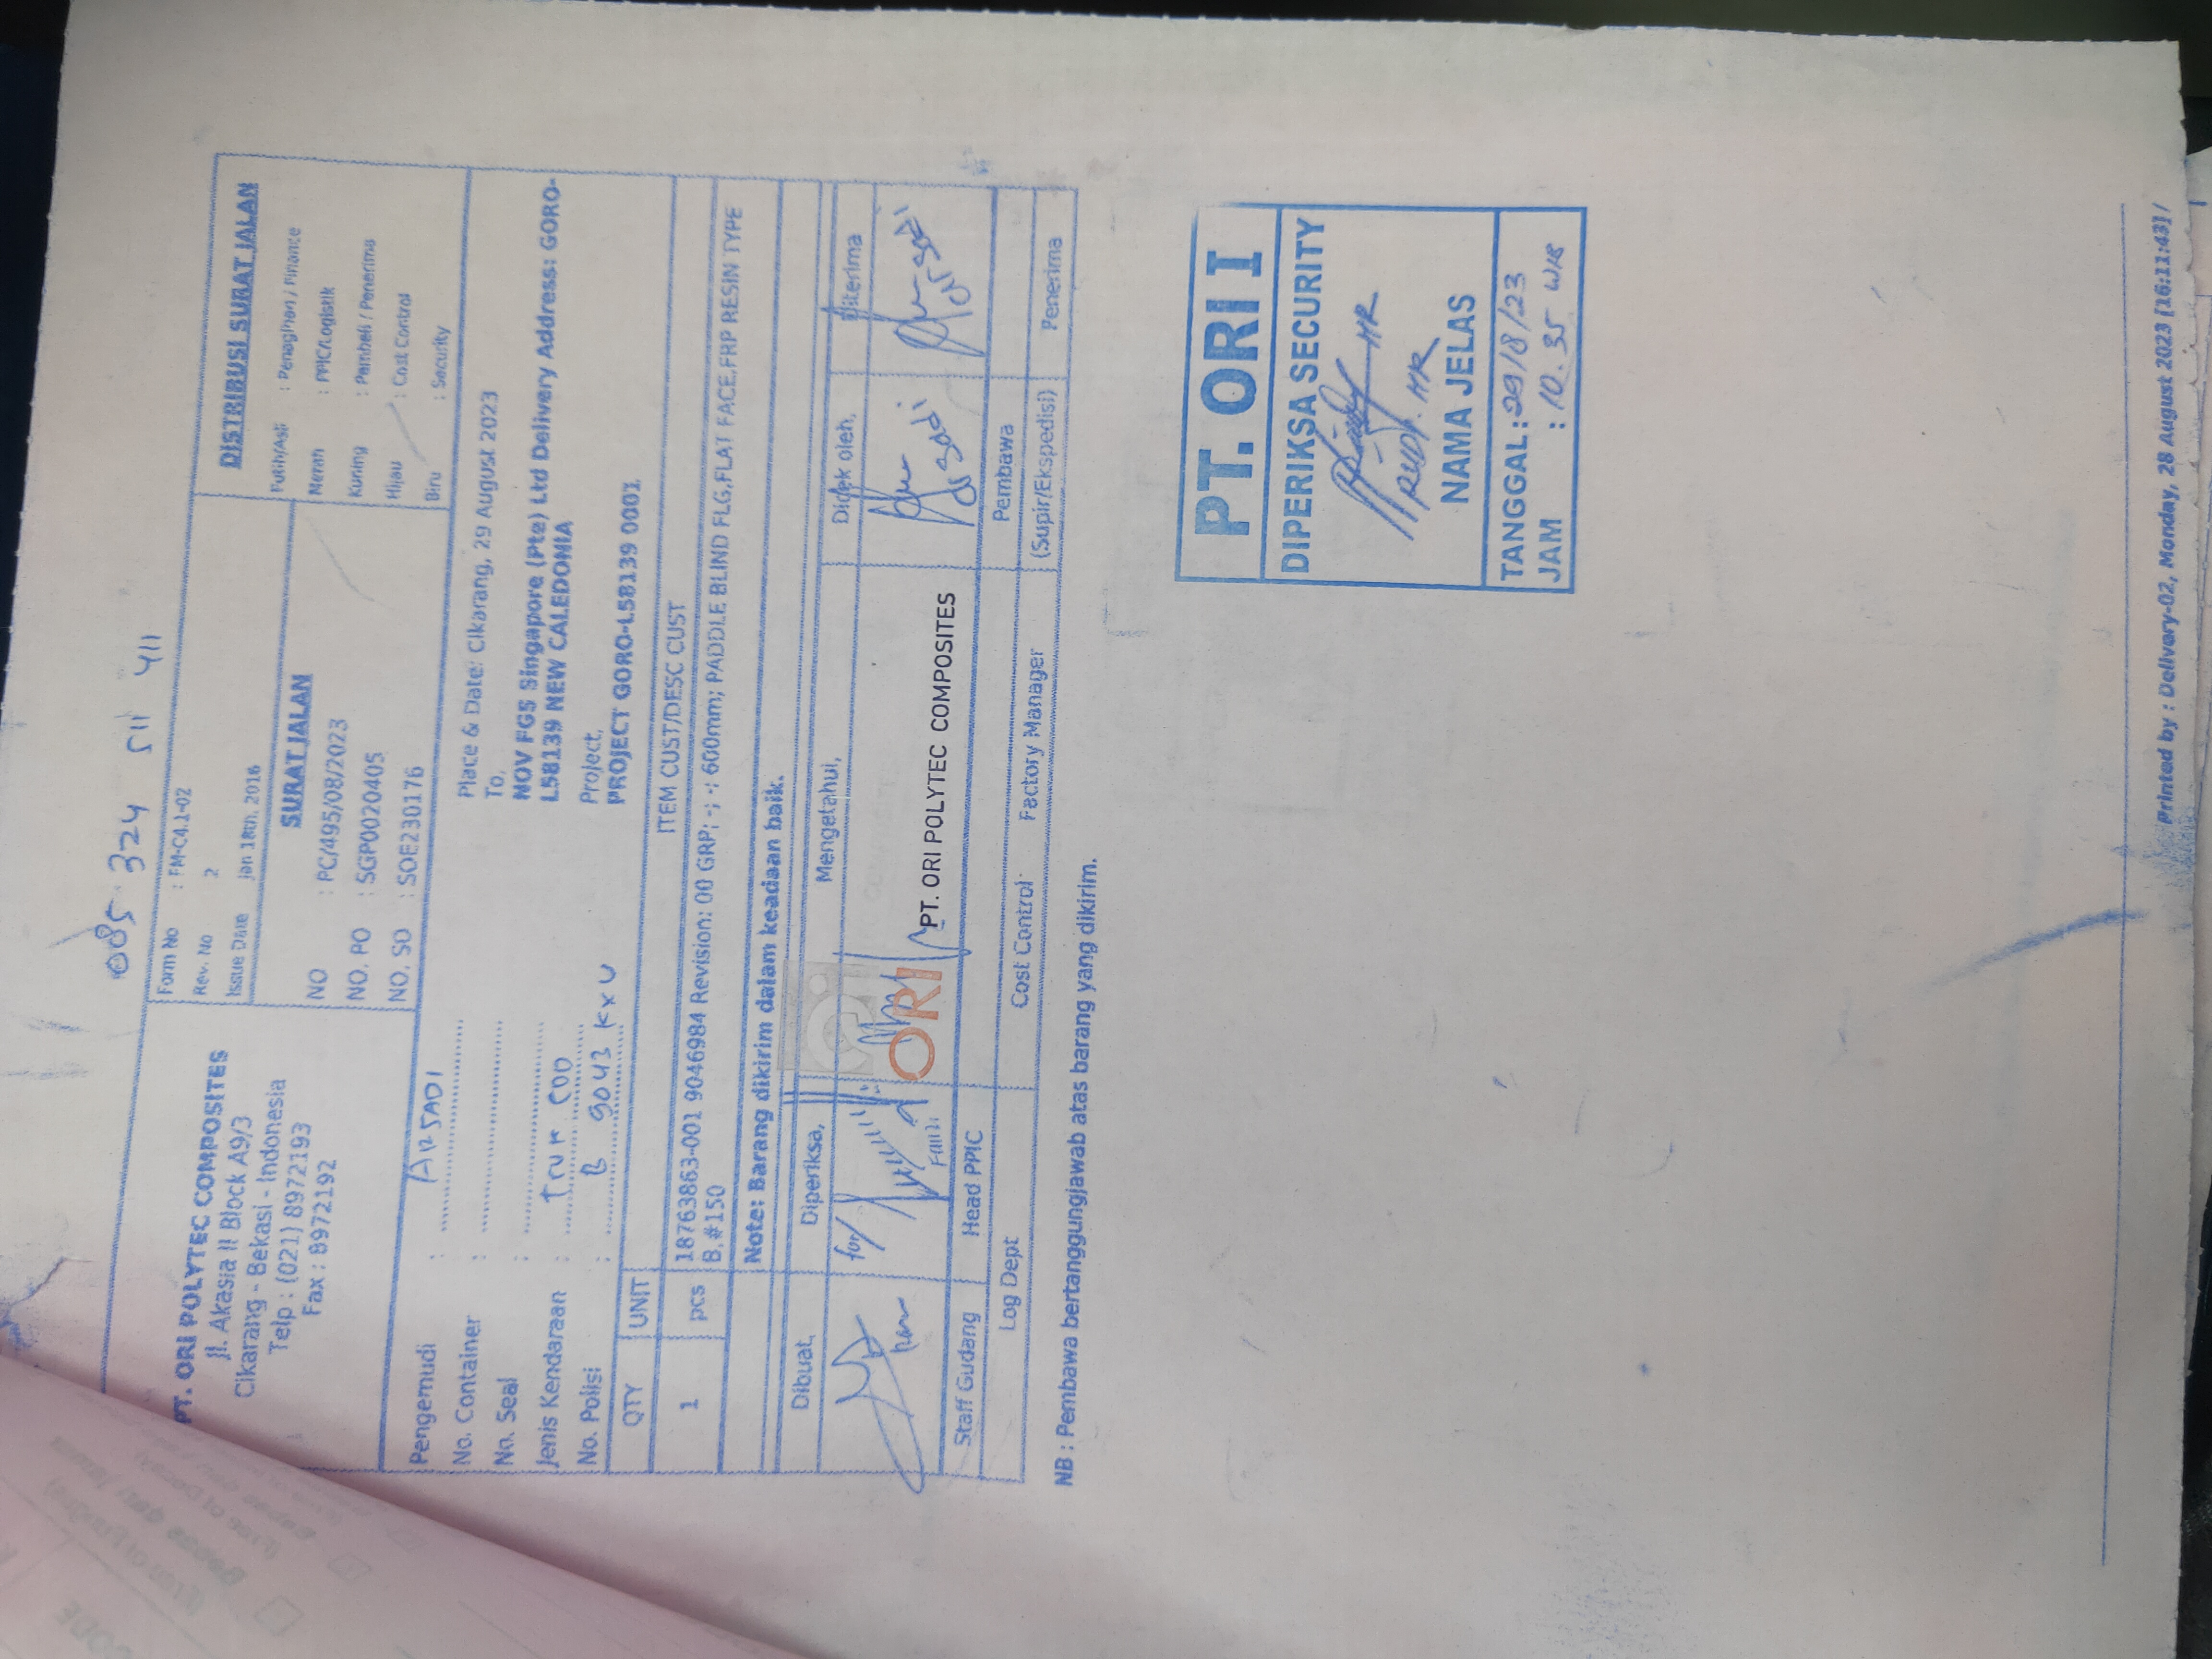 085 324 511 411
PT. ORI POLYTEC COMPOSITES
Jl. Akasia II Block A9/3
Cikarang - Bekasi - Indonesia
Telp : (021) 8972193
Fax : 8972192
Form No : FM-C4.1-02
Rev. No 2
Issue Date Jan 18th, 2016
SURAT JALAN
NO : PC/495/08/2023
NO. PO : SGP0020405
NO. SO : SOE230176
DISTRIBUSI SURAT JALAN
Putih/Asli : Penagihan / Finance
Merah : PPIC/Logistik
Kuning : Pembeli / Penerima
Hijau : Cost Control
Biru : Security
Pengemudi : ARSADI
No. Container :
No. Seal :
Jenis Kendaraan :
No. Polisi : B 9043 KXU
Place & Date: Cikarang, 29 August 2023
To,
NOV FGS Singapore (Pte) Ltd Delivery Address: GORO-
L58139 NEW CALEDONIA
Project,
PROJECT GORO-L58139 0001
QTY UNIT ITEM CUST/DESC CUST
1 pcs 18763863-001 9046984 Revision: 00 GRP; -; -; 600mm; PADDLE BLIND FLG,FLAT FACE,FRP RESIN TYPE
B,#150
Note: Barang dikirim dalam keadaan baik.
Dibuat, Diperiksa, Mengetahui, Dicek oleh, Diterima
for
ORI PT. ORI POLYTEC COMPOSITES
Arsadi
Arsadi
Staff Gudang Head PPIC Cost Control Factory Manager Pembawa Penerima
Log Dept (Supir/Ekspedisi)
NB : Pembawa bertanggungjawab atas barang yang dikirim.
PT. ORI I
DIPERIKSA SECURITY
RUDI. HR
NAMA JELAS
TANGGAL : 29/8/23
JAM : 10.35 WIB
Printed by : Delivery-02, Monday, 28 August 2023 [16:11:43] /